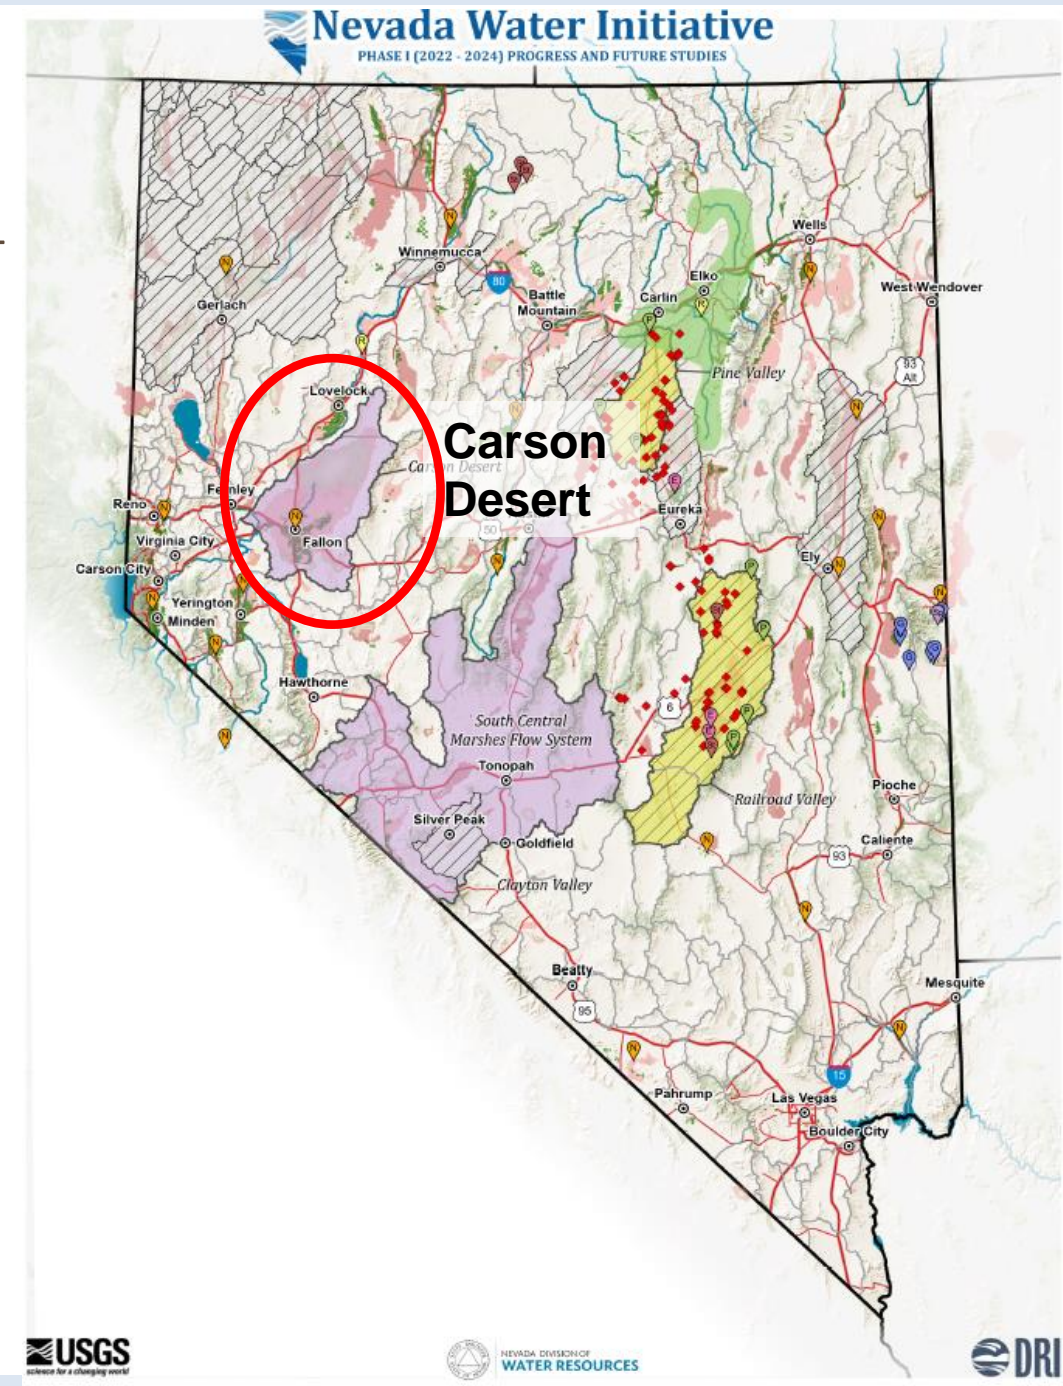 Nevada Water Initiative
PHASE I (2022 - 2024) PROGRESS AND FUTURE STUDIES
Wells
Winnemucca
80
Elko
Carlin
West Wendover
Battle
Mountain
Gerlach
N
R
93
Alt
Pine Valley
Lovelock
Carson
Desert
Carson Desert
Fernley
Reno
Eureka
50
Virginia City
Fallon
Ely
Carson City
Yerington
Minden
Hawthorne
6
South Central
Marshes Flow System
Tonopah
Pioche
Railroad Valley
Silver Peak
Goldfield
Caliente
93
Clayton Valley
Beatty
Mesquite
95
15
Pahrump
Las Vegas
Boulder City
USGS
science for a changing world
NEVADA DIVISION OF
WATER RESOURCES
DRI